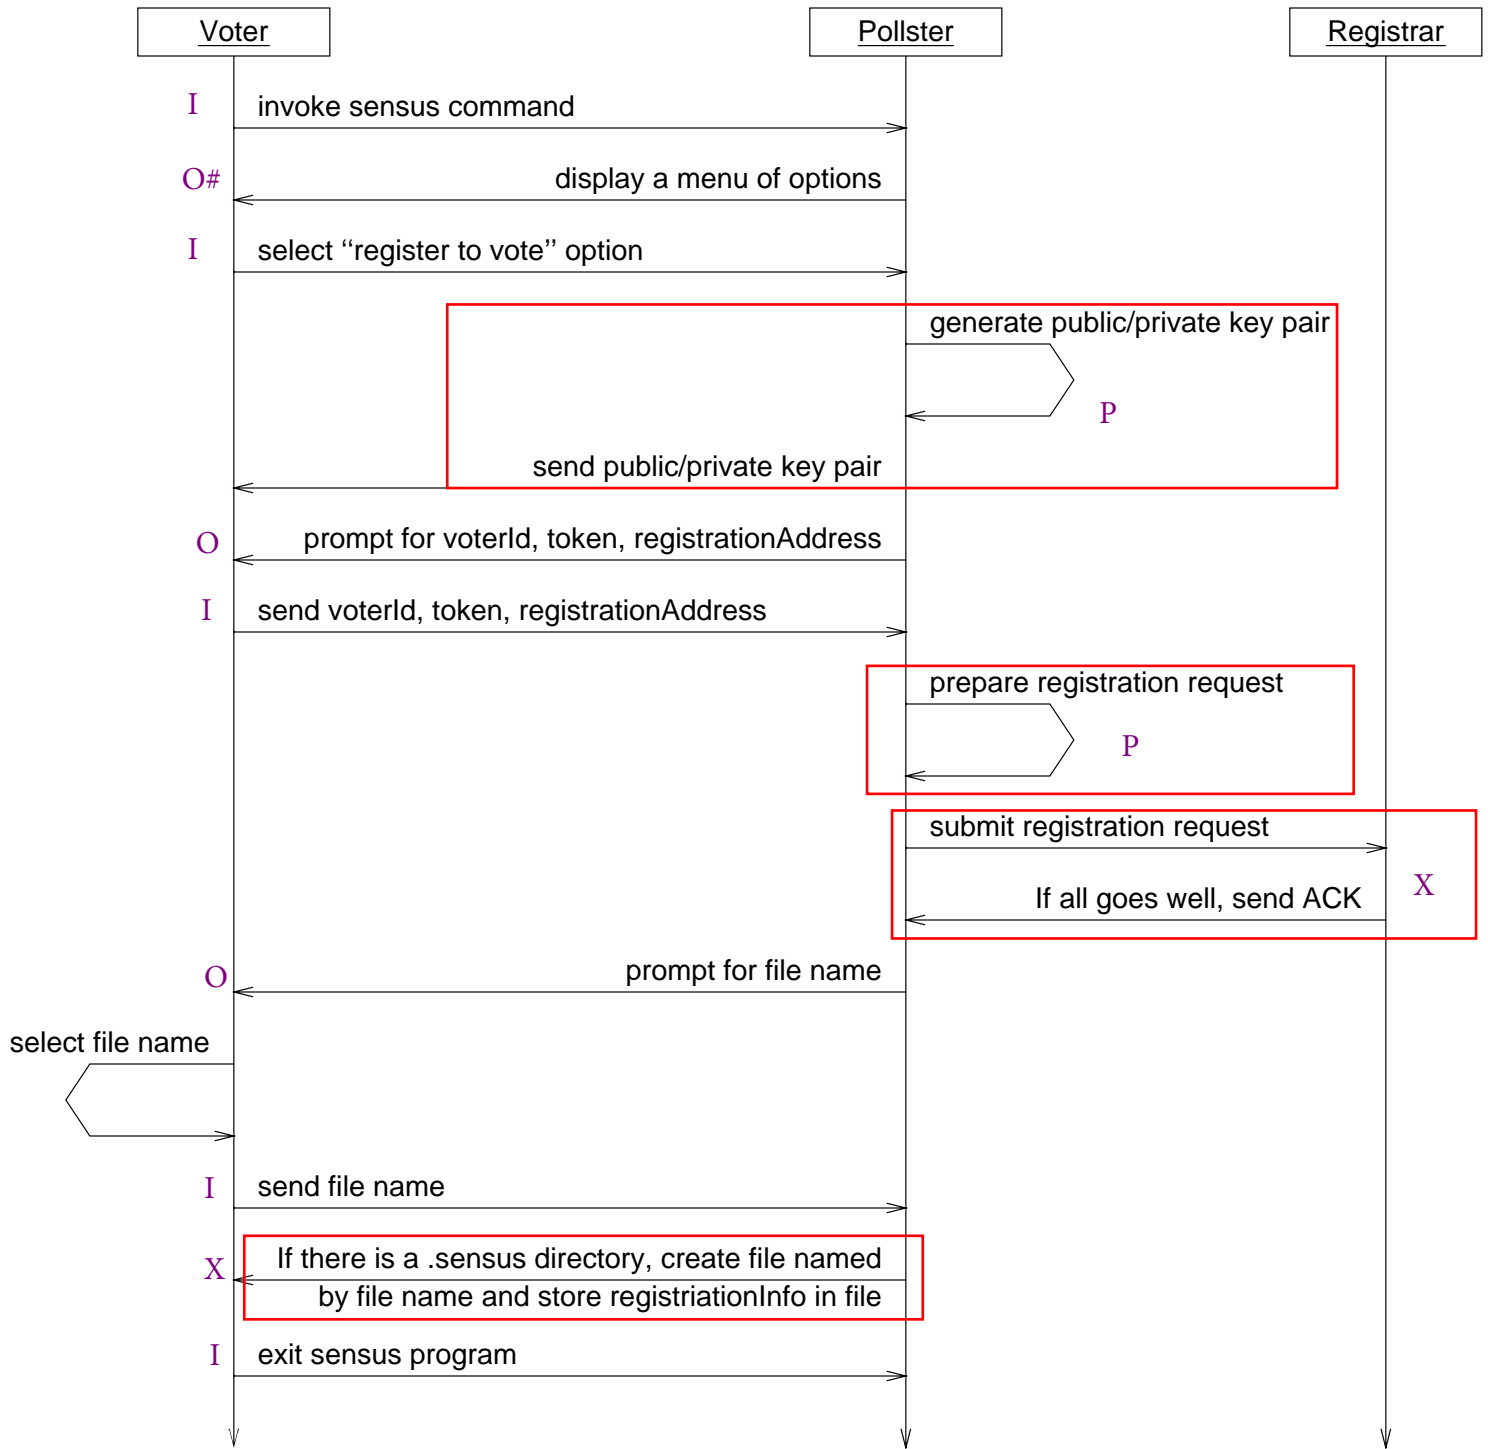 Voter Pollster Registrar
I invoke sensus command
O# display a menu of options
I select ‘‘register to vote’’ option
generate public/private key pair
P
send public/private key pair
O prompt for voterId, token, registrationAddress
I send voterId, token, registrationAddress
prepare registration request
P
submit registration request
X
If all goes well, send ACK
O prompt for file name
select file name
I send file name
X If there is a .sensus directory, create file named
by file name and store registriationInfo in file
I exit sensus program